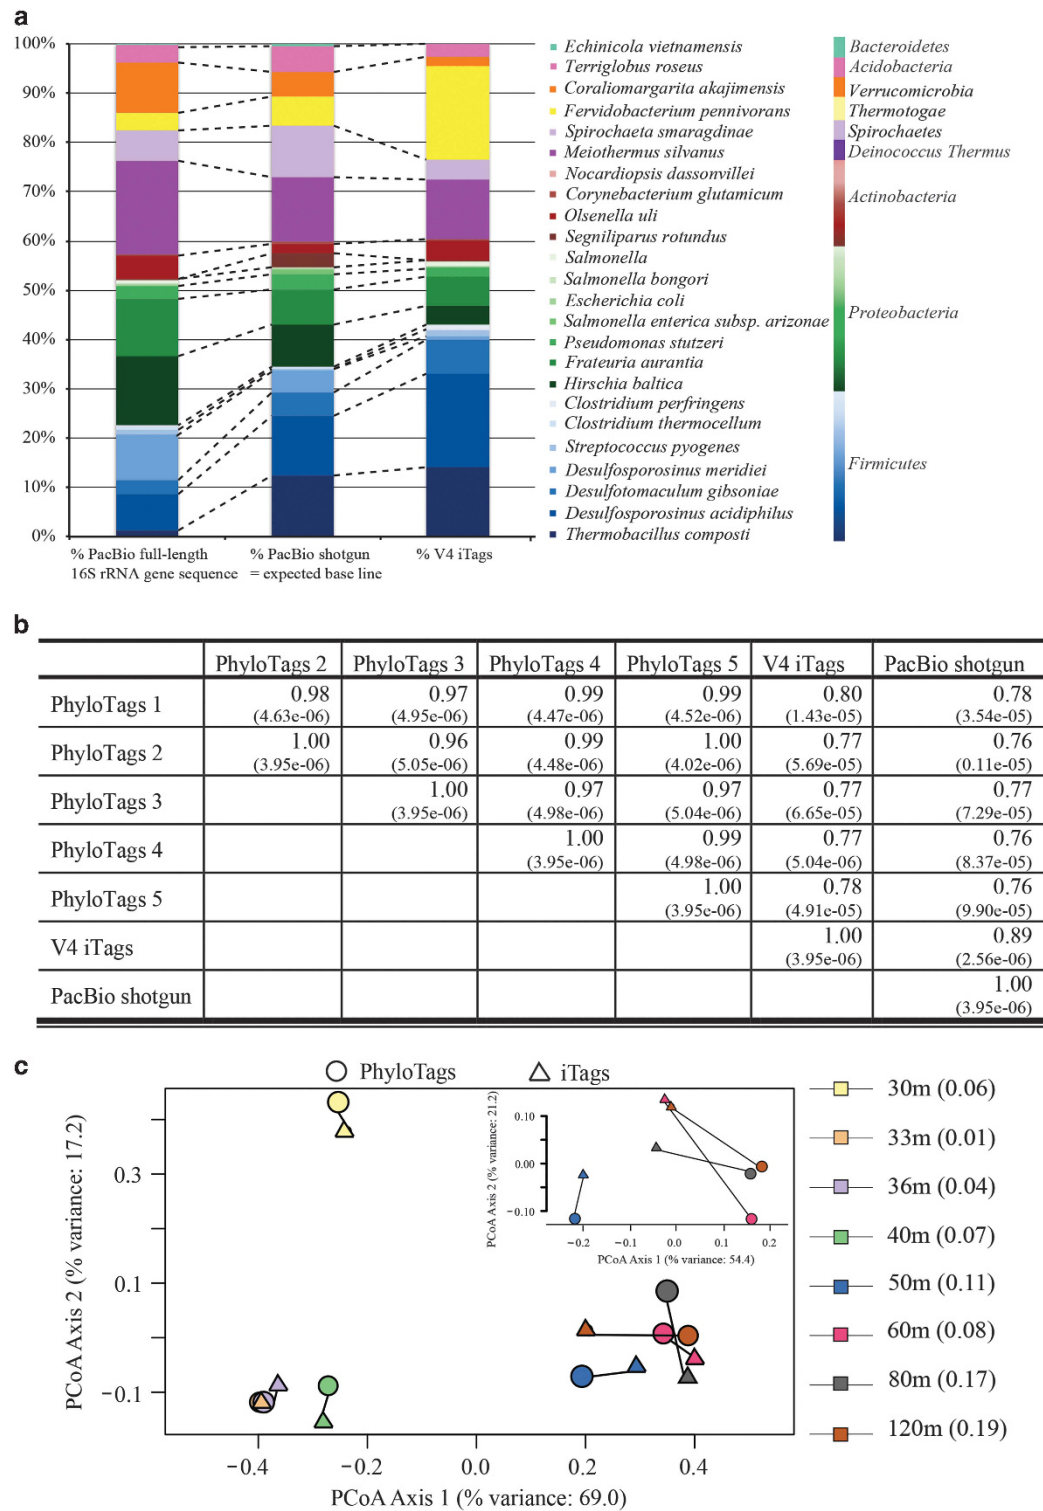 a
100%
90%
80%
70%
60%
50%
40%
30%
20%
10%
0%
% PacBio full-length
16S rRNA gene sequence
% PacBio shotgun
= expected base line
% V4 iTags
Echinicola vietnamensis
Terriglobus roseus
Coraliomargarita akajimensis
Fervidobacterium pennivorans
Spirochaeta smaragdinae
Meiothermus silvanus
Nocardiopsis dassonvillei
Corynebacterium glutamicum
Olsenella uli
Segniliparus rotundus
Salmonella
Salmonella bongori
Escherichia coli
Salmonella enterica subsp. arizonae
Pseudomonas stutzeri
Frateuria aurantia
Hirschia baltica
Clostridium perfringens
Clostridium thermocellum
Streptococcus pyogenes
Desulfosporosinus meridiei
Desulfotomaculum gibsoniae
Desulfosporosinus acidiphilus
Thermobacillus composti
Bacteroidetes
Acidobacteria
Verrucomicrobia
Thermotogae
Spirochaetes
Deinococcus Thermus
Actinobacteria
Proteobacteria
Firmicutes
b
PhyloTags 2 PhyloTags 3 PhyloTags 4 PhyloTags 5 V4 iTags PacBio shotgun
PhyloTags 1 0.98 0.97 0.99 0.99 0.80 0.78
(4.63e-06) (4.95e-06) (4.47e-06) (4.52e-06) (1.43e-05) (3.54e-05)
PhyloTags 2 1.00 0.96 0.99 1.00 0.77 0.76
(3.95e-06) (5.05e-06) (4.48e-06) (4.02e-06) (5.69e-05) (0.11e-05)
PhyloTags 3 1.00 0.97 0.97 0.77 0.77
(3.95e-06) (4.98e-06) (5.04e-06) (6.65e-05) (7.29e-05)
PhyloTags 4 1.00 0.99 0.77 0.76
(3.95e-06) (4.98e-06) (5.04e-06) (8.37e-05)
PhyloTags 5 1.00 0.78 0.76
(3.95e-06) (4.91e-05) (9.90e-05)
V4 iTags 1.00 0.89
(3.95e-06) (2.56e-06)
PacBio shotgun 1.00
(3.95e-06)
c
PhyloTags iTags
PCoA Axis 2 (% variance: 17.2)
0.3
0.1
−0.1
−0.4 −0.2 0.0 0.2 0.4
PCoA Axis 1 (% variance: 69.0)
PCoA Axis 2 (% variance: 21.2)
0.10
0.00
−0.10
−0.2 −0.1 0.0 0.1 0.2
PCoA Axis 1 (% variance: 54.4)
30m (0.06)
33m (0.01)
36m (0.04)
40m (0.07)
50m (0.11)
60m (0.08)
80m (0.17)
120m (0.19)